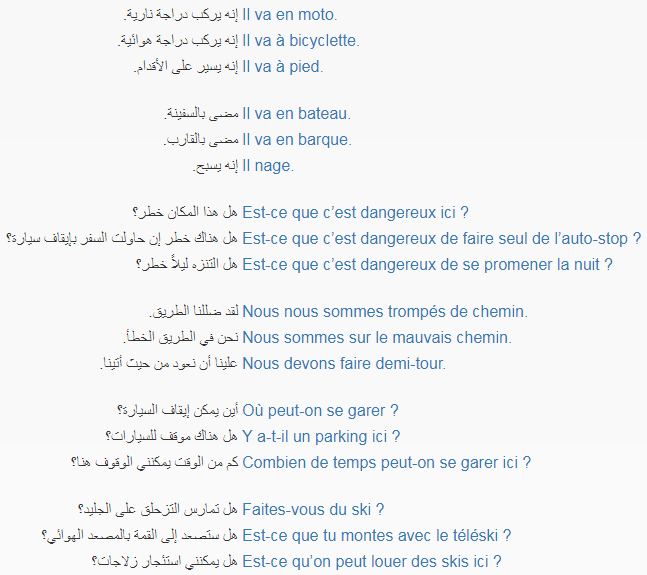 إنه يركب دراجة نارية. Il va en moto.
إنه يركب دراجة هوائية. Il va à bicyclette.
إنه يسير على الأقدام. Il va à pied.
مضى بالسفينة. Il va en bateau.
مضى بالقارب. Il va en barque.
إنه يسبح. Il nage.
هل هذا المكان خطر؟ Est-ce que c’est dangereux ici ?
هل هناك خطر إن حاولت السفر بإيقاف سيارة؟ Est-ce que c’est dangereux de faire seul de l’auto-stop ?
هل التنزه ليلاً خطر؟ Est-ce que c’est dangereux de se promener la nuit ?
لقد ضللنا الطريق. Nous nous sommes trompés de chemin.
نحن في الطريق الخطأ. Nous sommes sur le mauvais chemin.
علينا أن نعود من حيث أتينا. Nous devons faire demi-tour.
أين يمكن إيقاف السيارة؟ Où peut-on se garer ?
هل هناك موقف للسيارات؟ Y a-t-il un parking ici ?
كم من الوقت يمكنني الوقوف هنا؟ Combien de temps peut-on se garer ici ?
هل تمارس التزحلق على الجليد؟ Faites-vous du ski ?
هل ستصعد إلى القمة بالمصعد الهوائي؟ Est-ce que tu montes avec le téléski ?
هل يمكنني استئجار زلاجات؟ Est-ce qu’on peut louer des skis ici ?